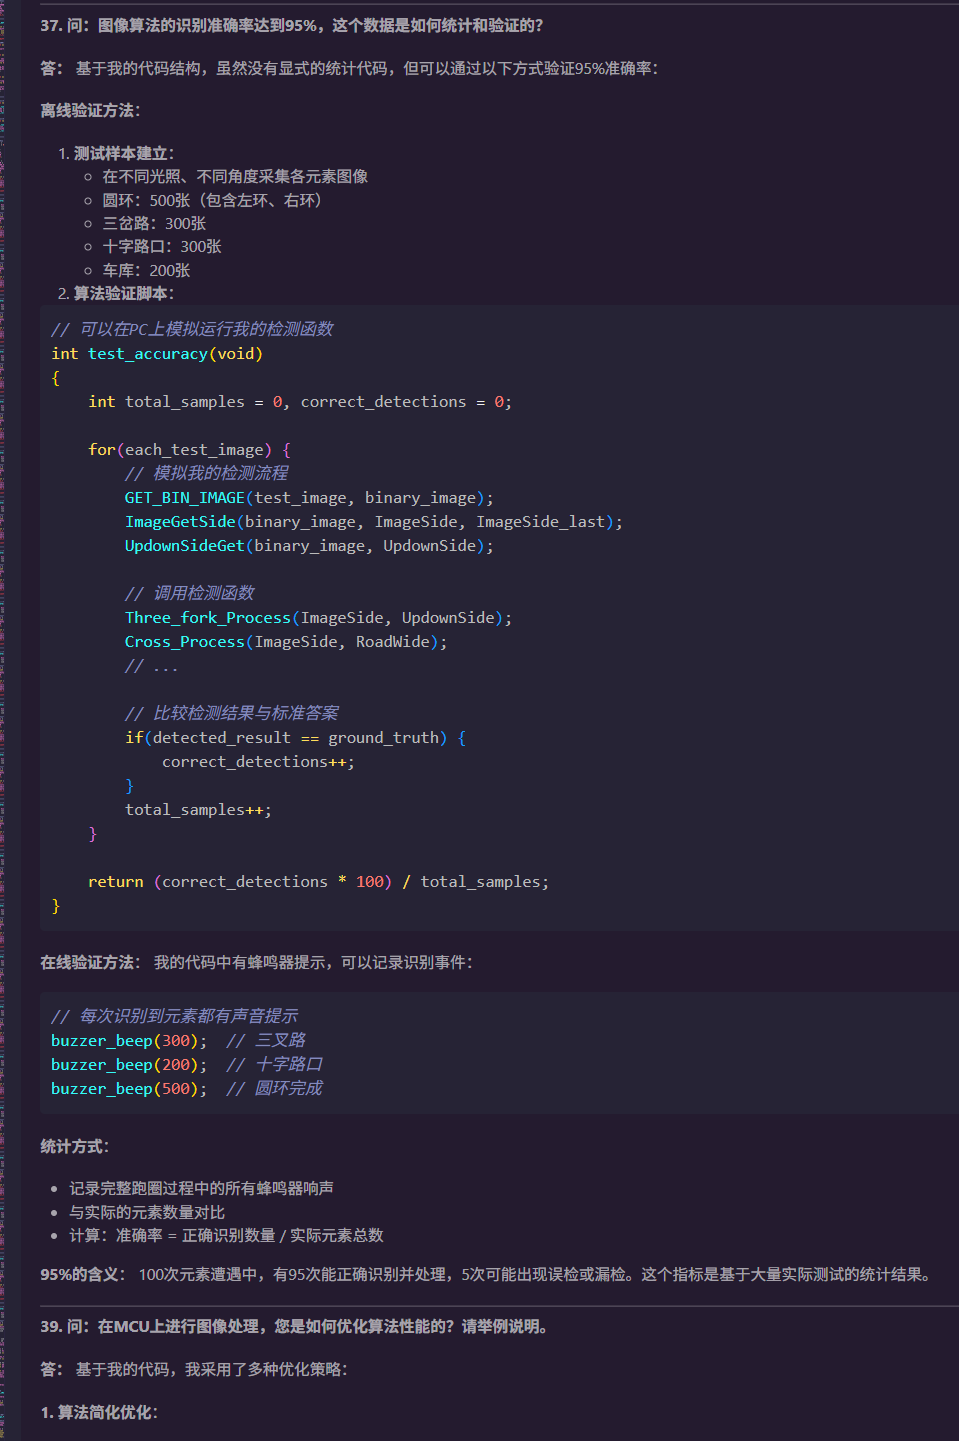 37. 问：图像算法的识别准确率达到95%，这个数据是如何统计和验证的？
答： 基于我的代码结构，虽然没有显式的统计代码，但可以通过以下方式验证95%准确率：
离线验证方法：
1. 测试样本建立：
○ 在不同光照、不同角度采集各元素图像
○ 圆环：500张（包含左环、右环）
○ 三岔路：300张
○ 十字路口：300张
○ 车库：200张
2. 算法验证脚本：
// 可以在PC上模拟运行我的检测函数
int test_accuracy(void)
{
    int total_samples = 0, correct_detections = 0;
    for(each_test_image) {
        // 模拟我的检测流程
        GET_BIN_IMAGE(test_image, binary_image);
        ImageGetSide(binary_image, ImageSide, ImageSide_last);
        UpdownSideGet(binary_image, UpdownSide);
        // 调用检测函数
        Three_fork_Process(ImageSide, UpdownSide);
        Cross_Process(ImageSide, RoadWide);
        // ...
        // 比较检测结果与标准答案
        if(detected_result == ground_truth) {
            correct_detections++;
        }
        total_samples++;
    }
    return (correct_detections * 100) / total_samples;
}
在线验证方法： 我的代码中有蜂鸣器提示，可以记录识别事件：
// 每次识别到元素都有声音提示
buzzer_beep(300);  // 三叉路
buzzer_beep(200);  // 十字路口
buzzer_beep(500);  // 圆环完成
统计方式：
• 记录完整跑圈过程中的所有蜂鸣器响声
• 与实际的元素数量对比
• 计算：准确率 = 正确识别数量 / 实际元素总数
95%的含义： 100次元素遭遇中，有95次能正确识别并处理，5次可能出现误检或漏检。这个指标是基于大量实际测试的统计结果。
39. 问：在MCU上进行图像处理，您是如何优化算法性能的？请举例说明。
答： 基于我的代码，我采用了多种优化策略：
1. 算法简化优化：